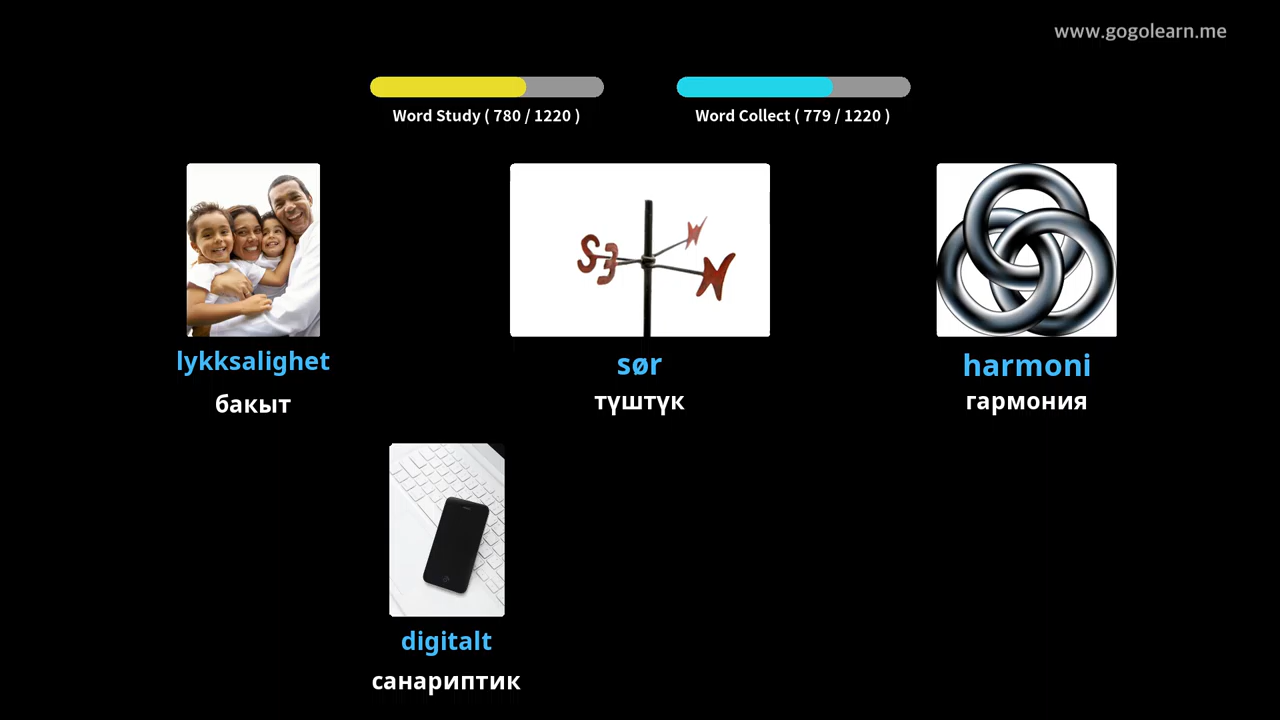 www.gogolearn.me
Word Study ( 780 / 1220 )
Word Collect ( 779 / 1220 )
S
E
N
W
lykksalighet
бакыт
sør
түштүк
harmoni
гармония
digitalt
санариптик